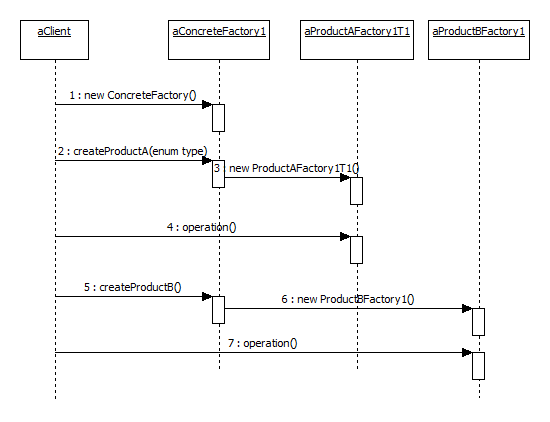 aClient
aConcreteFactory1
aProductAFactory1T1
aProductBFactory1
1 : new ConcreteFactory()
2 : createProductA(enum type)
3 : new ProductAFactory1T1()
4 : operation()
5 : createProductB()
6 : new ProductBFactory1()
7 : operation()